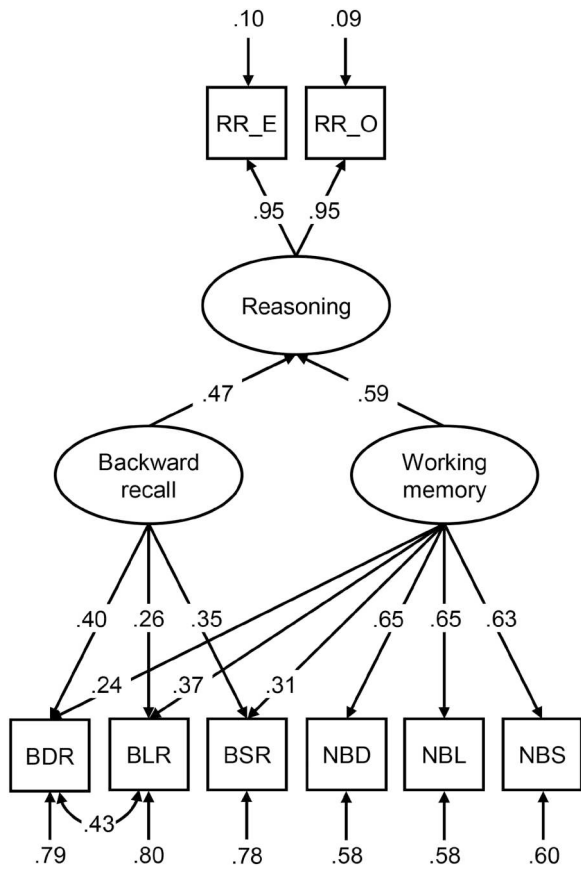 .10 .09
RR_E RR_O
.95 .95
Reasoning
.47 .59
Backward
recall
Working
memory
.40 .26 .35 .65 .65 .63
.24 .37 .31
BDR BLR BSR NBD NBL NBS
.43
.79 .80 .78 .58 .58 .60